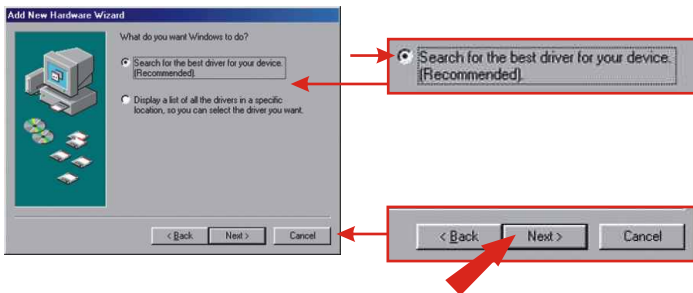 Add New Hardware Wizard
What do you want Windows to do?
Search for the best driver for your device.
(Recommended).
Display a list of all the drivers in a specific
location, so you can select the driver you want.
< Back
Next >
Cancel
Search for the best driver for your device.
(Recommended).
< Back
Next >
Cancel